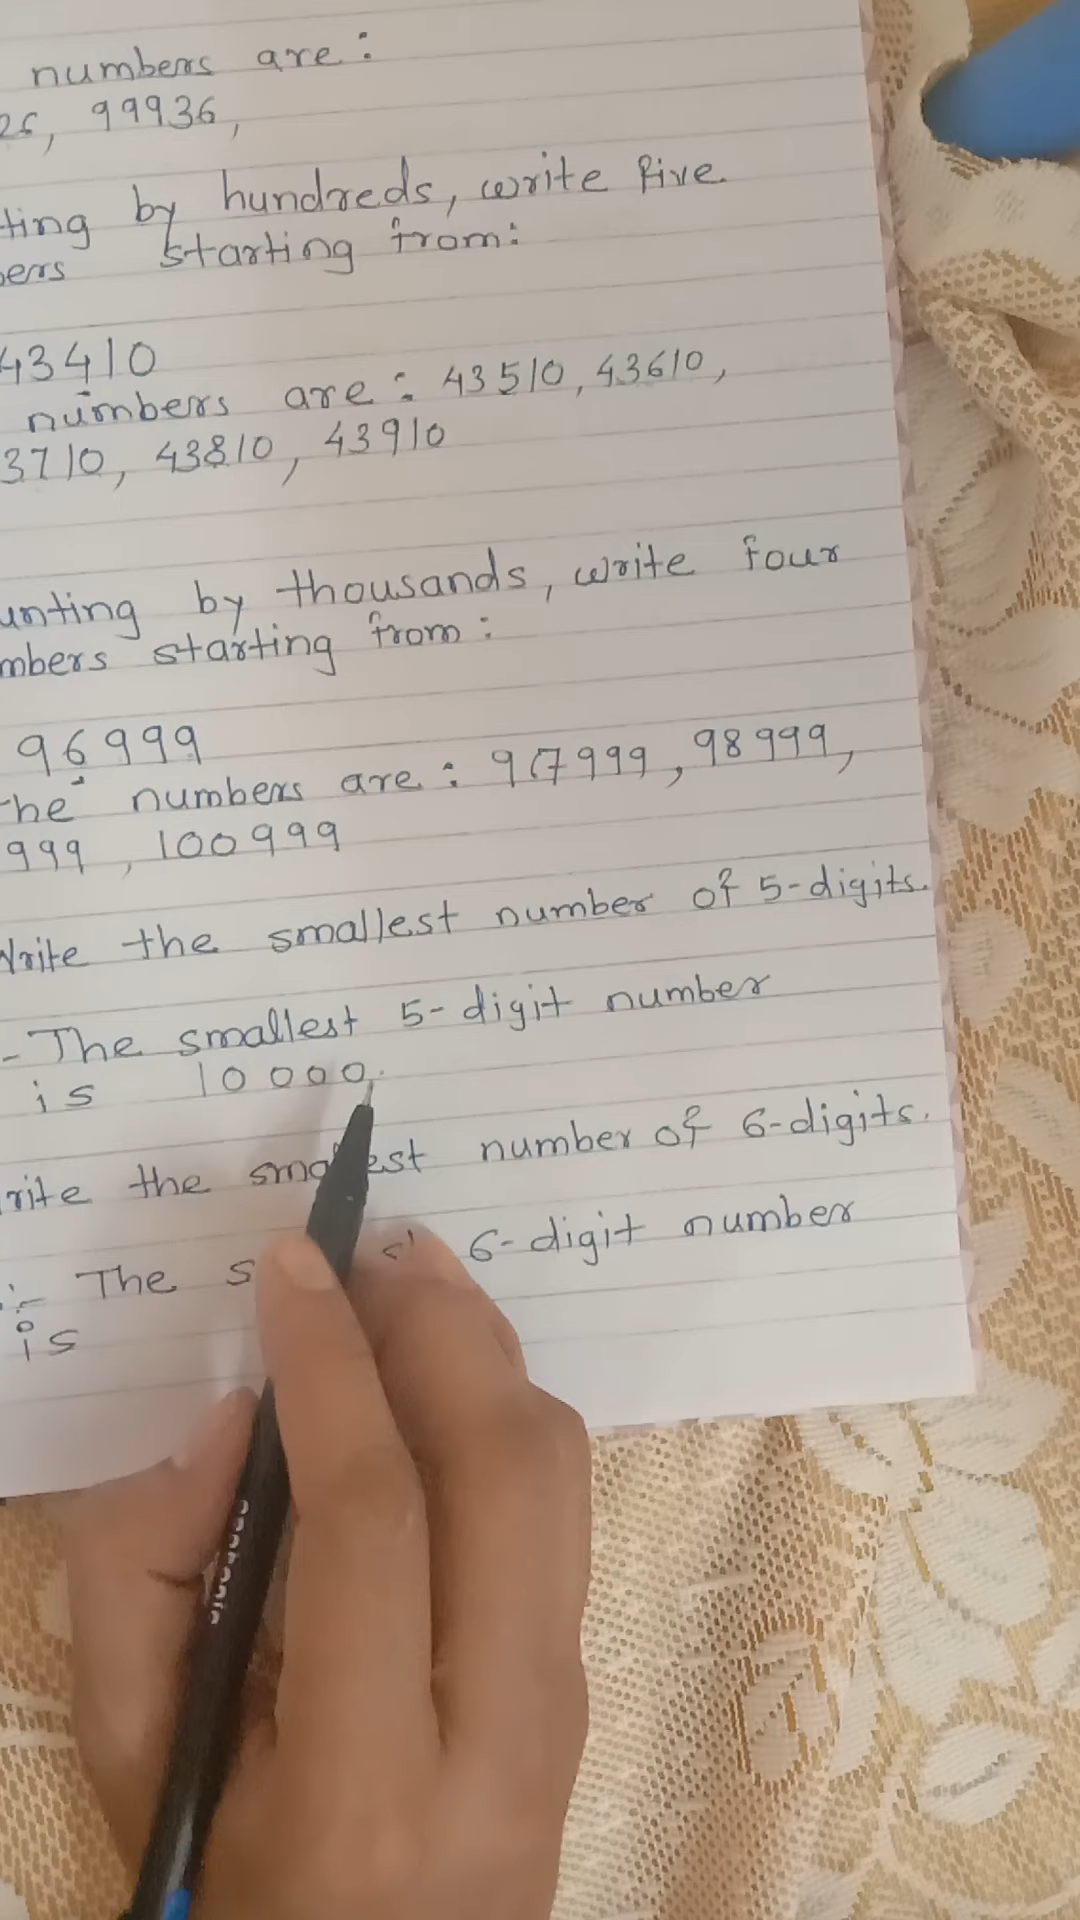 numbers are:
26, 99936,
ting by hundreds, write five
bers starting from:
43410
numbers are: 43510, 43610,
3710, 43810, 43910
unting by thousands, write four
mbers starting from:
96999
he numbers are: 97999, 98999,
999, 100999
Write the smallest number of 5-digits.
- The smallest 5-digit number
is 10000.
rite the smallest number of 6-digits.
:- The 6-digit number
is